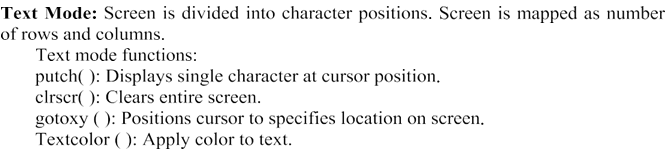 Text Mode: Screen is divided into character positions. Screen is mapped as number
of rows and columns.
Text mode functions:
putch( ): Displays single character at cursor position.
clrscr( ): Clears entire screen.
gotoxy ( ): Positions cursor to specifies location on screen.
Textcolor ( ): Apply color to text.